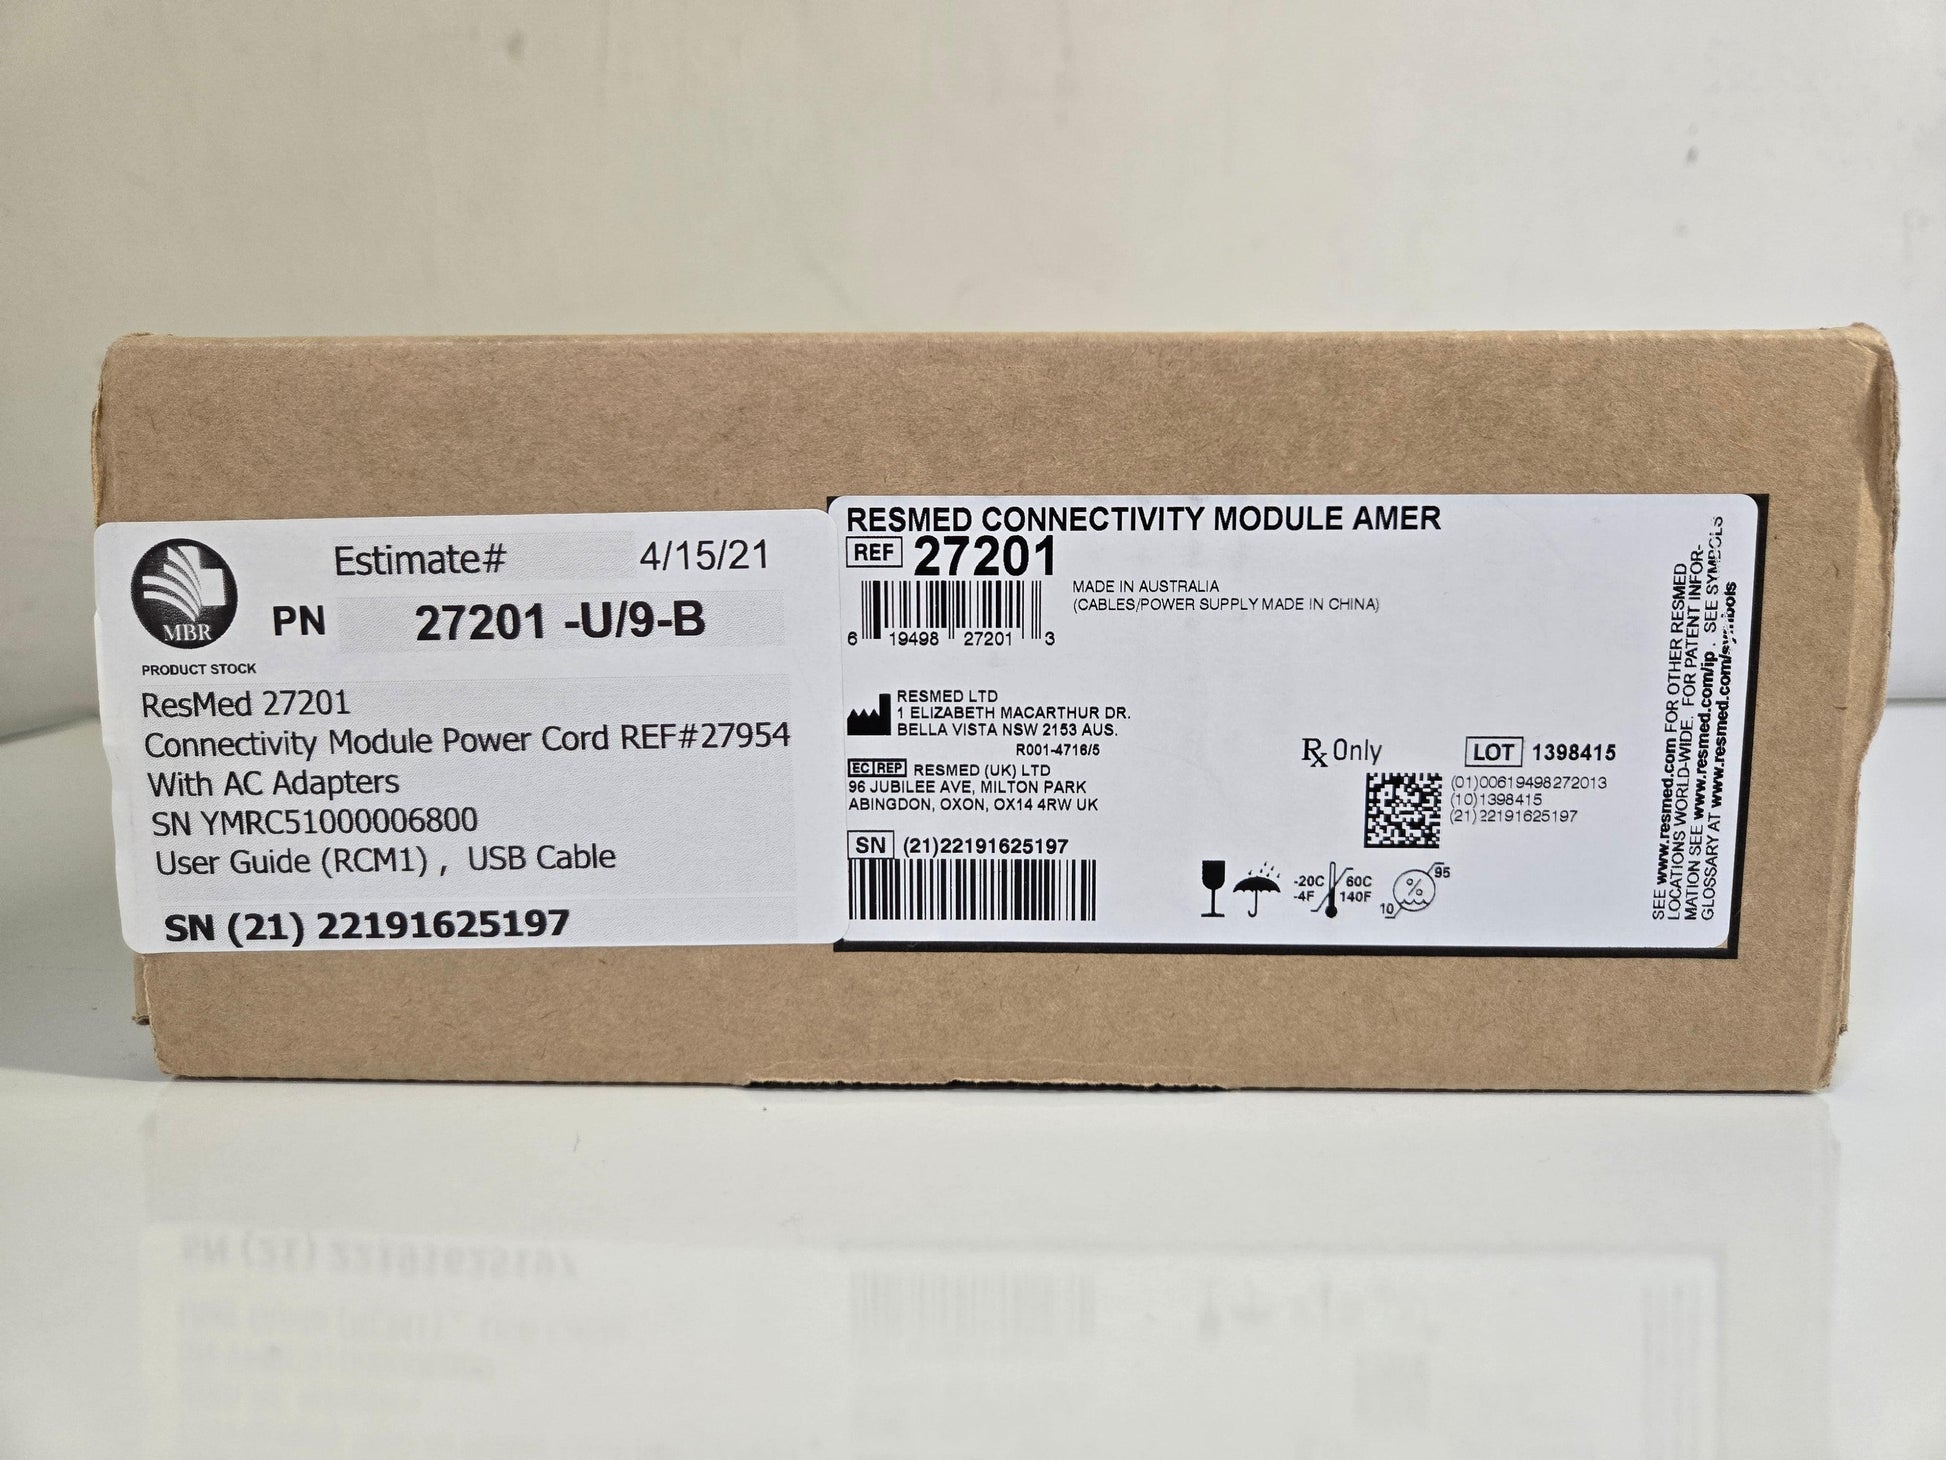 MBR
Estimate# 4/15/21
PN 27201 -U/9-B
PRODUCT STOCK
ResMed 27201
Connectivity Module Power Cord REF#27954
With AC Adapters
SN YMRC51000006800
User Guide (RCM1) , USB Cable
SN (21) 22191625197
RESMED CONNECTIVITY MODULE AMER
REF 27201
6 19498 27201 3
MADE IN AUSTRALIA
(CABLES/POWER SUPPLY MADE IN CHINA)
RESMED LTD
1 ELIZABETH MACARTHUR DR.
BELLA VISTA NSW 2153 AUS.
R001-4716/5
EC REP RESMED (UK) LTD
96 JUBILEE AVE, MILTON PARK
ABINGDON, OXON, OX14 4RW UK
SN (21)22191625197
Rx Only
LOT 1398415
(01)00619498272013
(10)1398415
(21)22191625197
-20C 60C
-4F 140F
95
%
10
SEE www.resmed.com FOR OTHER RESMED
LOCATIONS WORLD-WIDE. FOR PATENT INFOR-
MATION SEE www.resmed.com/ip . SEE SYMBOLS
GLOSSARY AT www.resmed.com/symbols